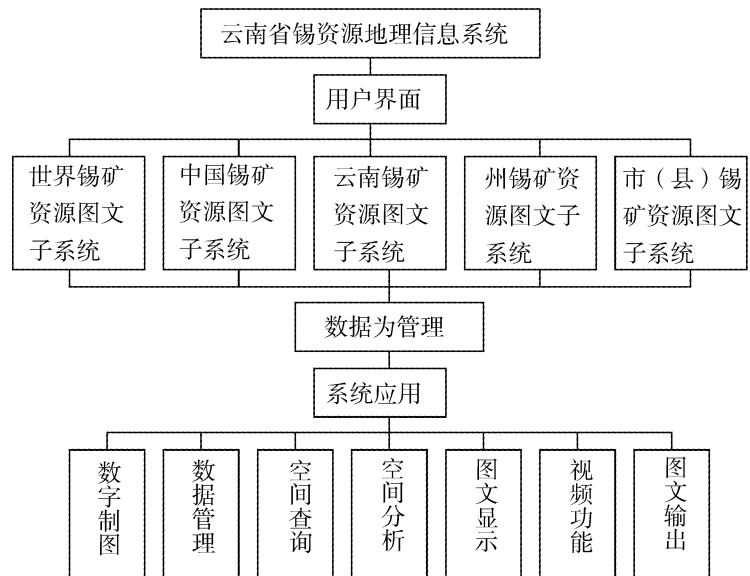 云南省锡资源地理信息系统
用户界面
世界锡矿
资源图文
子系统
中国锡矿
资源图文
子系统
云南锡矿
资源图文
子系统
州锡矿资
源图文子
系统
市（县）锡
矿资源图文
子系统
数据为管理
系统应用
数字制图
数据管理
空间查询
空间分析
图文显示
视频功能
图文输出